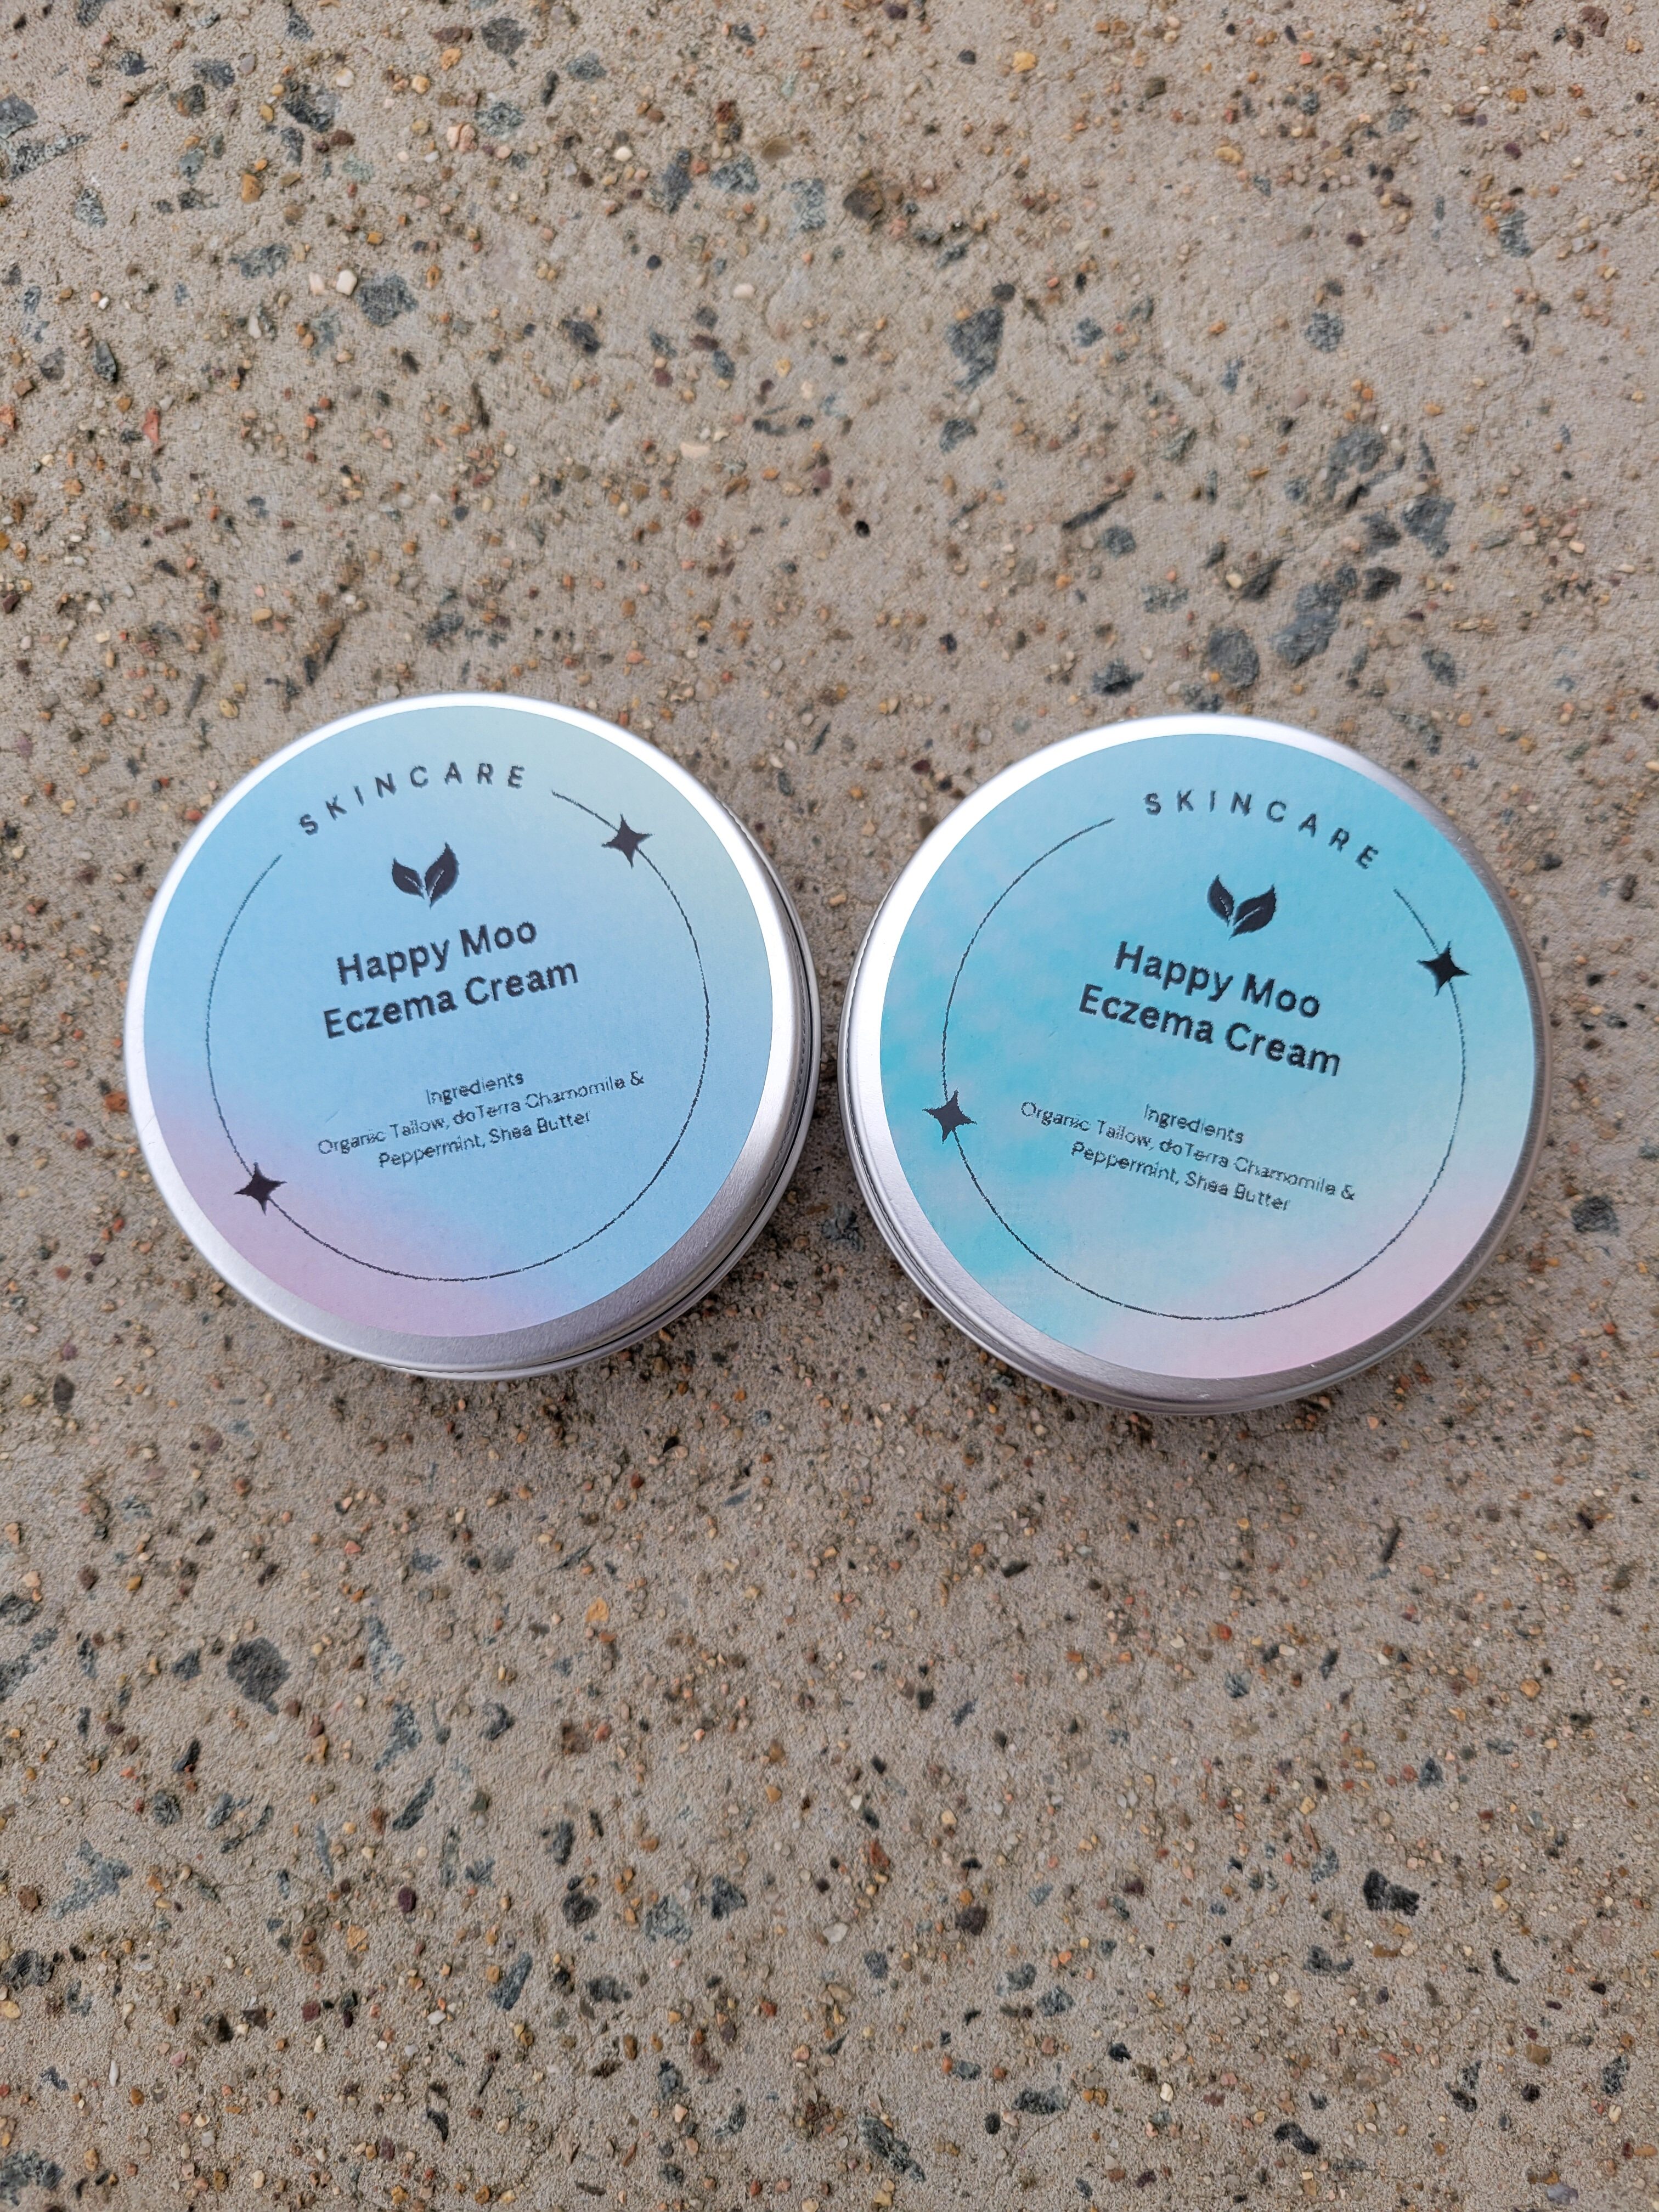 SKINCARE
Happy Moo
Eczema Cream
Ingredients
Organic Tallow, doTerra Chamomile &
Peppermint, Shea Butter
SKINCARE
Happy Moo
Eczema Cream
Ingredients
Organic Tallow, doTerra Chamomile &
Peppermint, Shea Butter